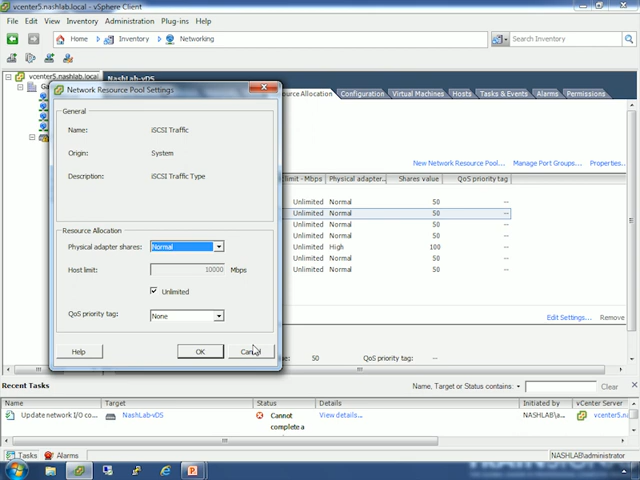 vcenter5.nashlab.local - vSphere Client
File Edit View Inventory Administration Plug-ins Help
Home Inventory Networking Search Inventory
vcenter5.nashlab.local
NashLab-vDS
Network Resource Pool Settings
Configuration Virtual Machines Hosts Tasks & Events Alarms Permissions
General
Name: iSCSI Traffic
Origin: System
Description: iSCSI Traffic Type
New Network Resource Pool... Manage Port Groups... Properties...
limit - Mbps Physical adapter... Shares value QoS priority tag
Unlimited Normal 50 --
Unlimited Normal 50 --
Unlimited Normal 50 --
Unlimited Normal 50 --
Unlimited High 100 --
Unlimited Normal 50 --
Unlimited Normal 50 --
Resource Allocation
Physical adapter shares: Normal
Host limit: 10000 Mbps
Unlimited
QoS priority tag: None
Edit Settings... Remove
Help OK Cancel
50 QoS priority tag: --
Recent Tasks
Name, Target or Status contains: Clear
Name Target Status Details Initiated by vCenter Server
Update network I/O co... NashLab-vDS Cannot complete a View details... NASHLAB\a... vcenter5.n
Tasks Alarms NASHLAB\administrator